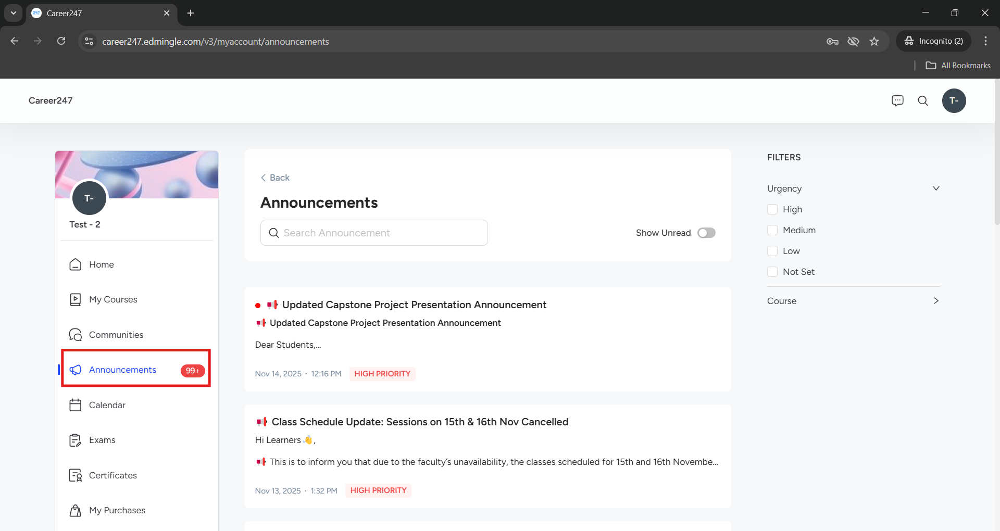 Career247
career247.edmingle.com/v3/myaccount/announcements
Incognito (2)
All Bookmarks
Career247
T-
T-
Test - 2
Home
My Courses
Communities
Announcements 99+
Calendar
Exams
Certificates
My Purchases
Back
Announcements
Search Announcement
Show Unread
Updated Capstone Project Presentation Announcement
Updated Capstone Project Presentation Announcement
Dear Students,...
Nov 14, 2025 · 12:16 PM HIGH PRIORITY
Class Schedule Update: Sessions on 15th & 16th Nov Cancelled
Hi Learners👋,
This is to inform you that due to the faculty's unavailability, the classes scheduled for 15th and 16th Novembe...
Nov 13, 2025 · 1:32 PM HIGH PRIORITY
FILTERS
Urgency
High
Medium
Low
Not Set
Course